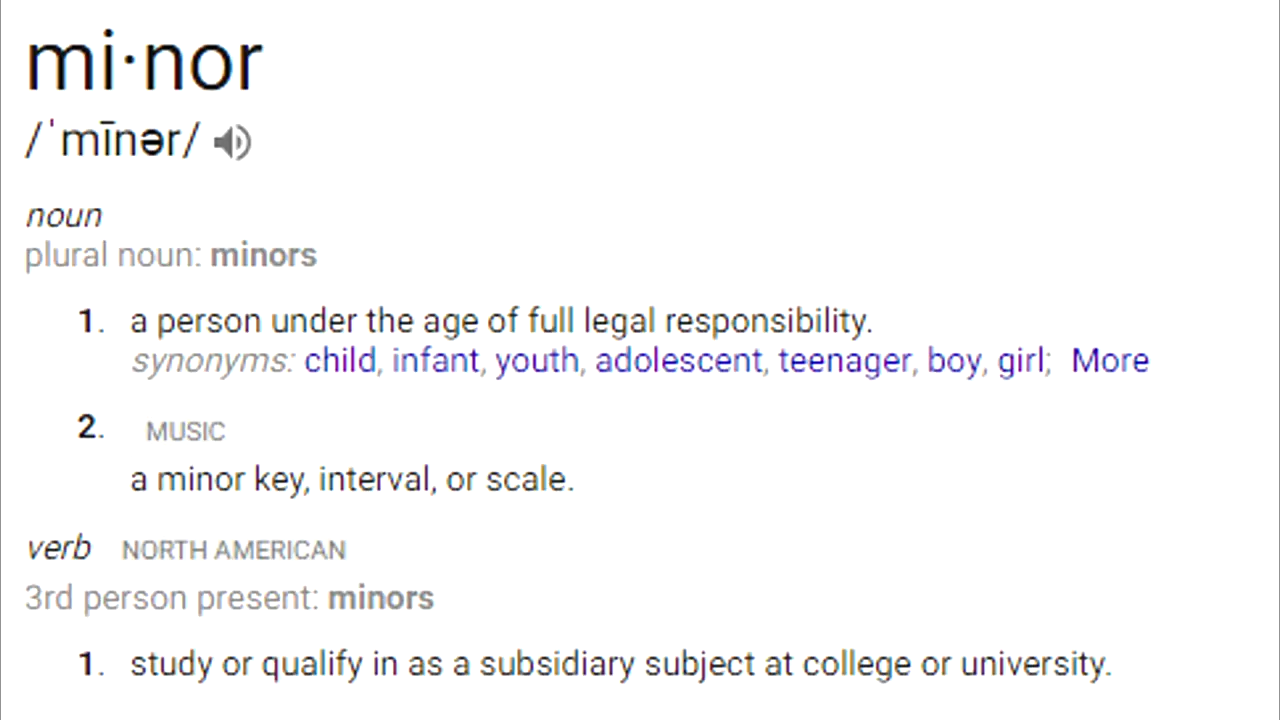 mi·nor
/ˈmīnər/
noun
plural noun: minors
1. a person under the age of full legal responsibility.
synonyms: child, infant, youth, adolescent, teenager, boy, girl; More
2. MUSIC
a minor key, interval, or scale.
verb NORTH AMERICAN
3rd person present: minors
1. study or qualify in as a subsidiary subject at college or university.